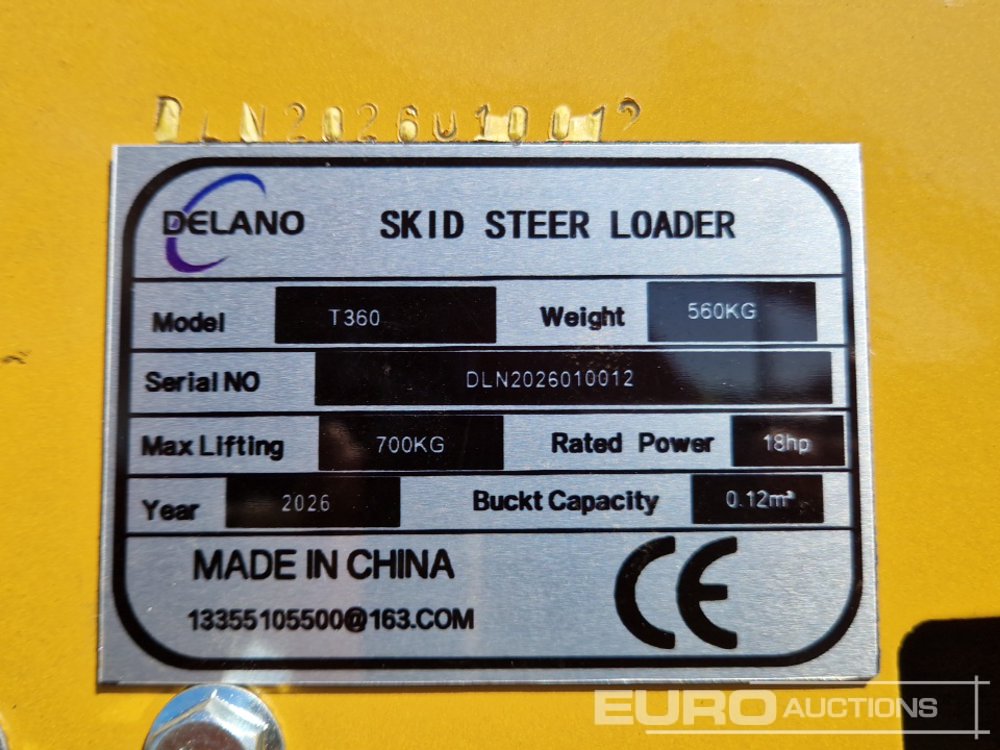 DLN2026010012
DELANO SKID STEER LOADER
Model T360 Weight 560KG
Serial NO DLN2026010012
Max Lifting 700KG Rated Power 18hp
Year 2026 Buckt Capacity 0.12m³
MADE IN CHINA CE
13355105500@163.COM
EURO AUCTIONS